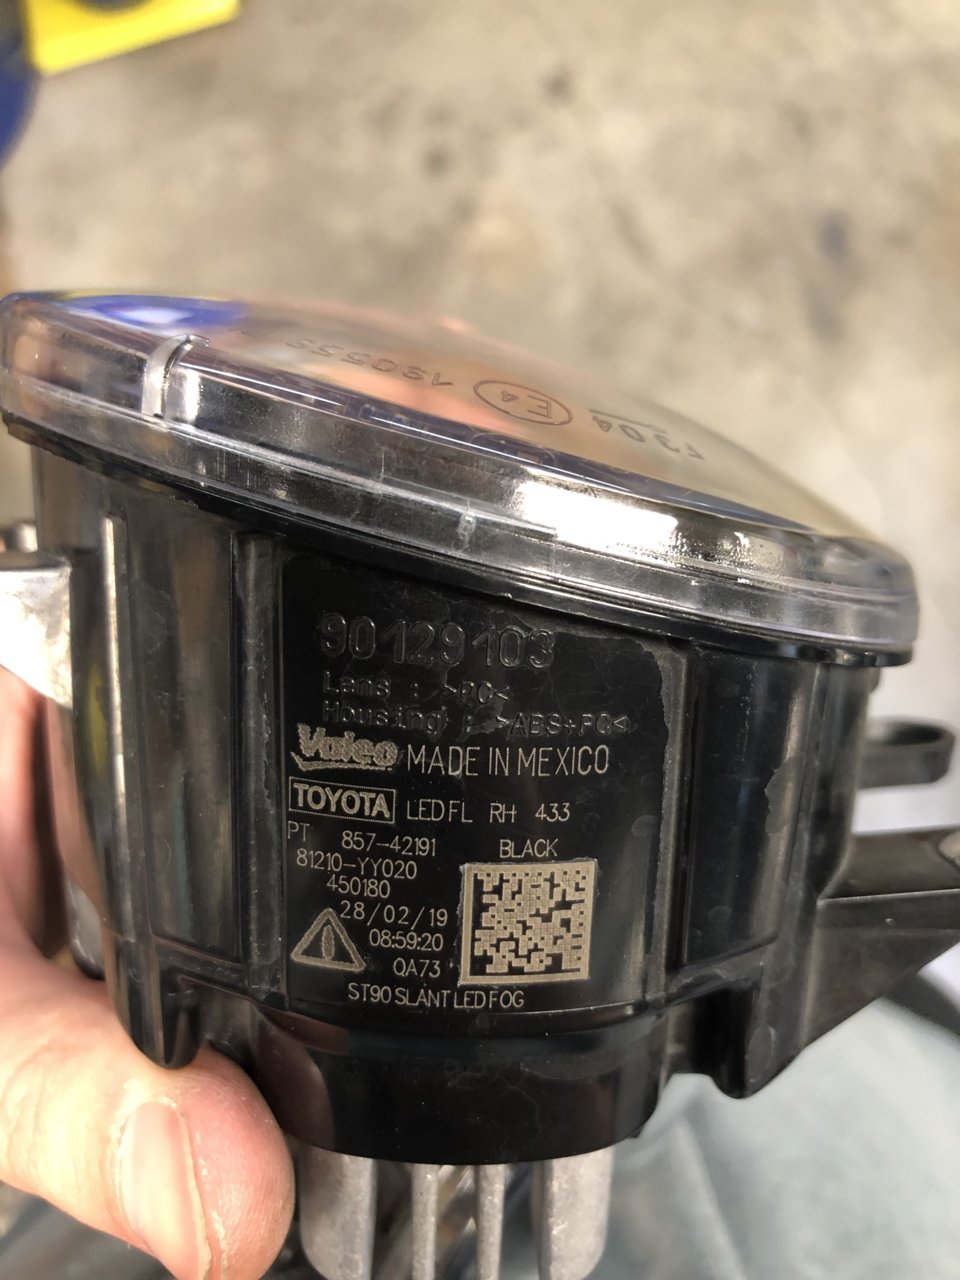 90129103
Lens : >PC<
Housing : >ABS+PC<
Valeo MADE IN MEXICO
TOYOTA LED FL RH 433
PT 857-42191 BLACK
81210-YY020
450180
28/02/19
08:59:20
QA73
ST90 SLANT LED FOG